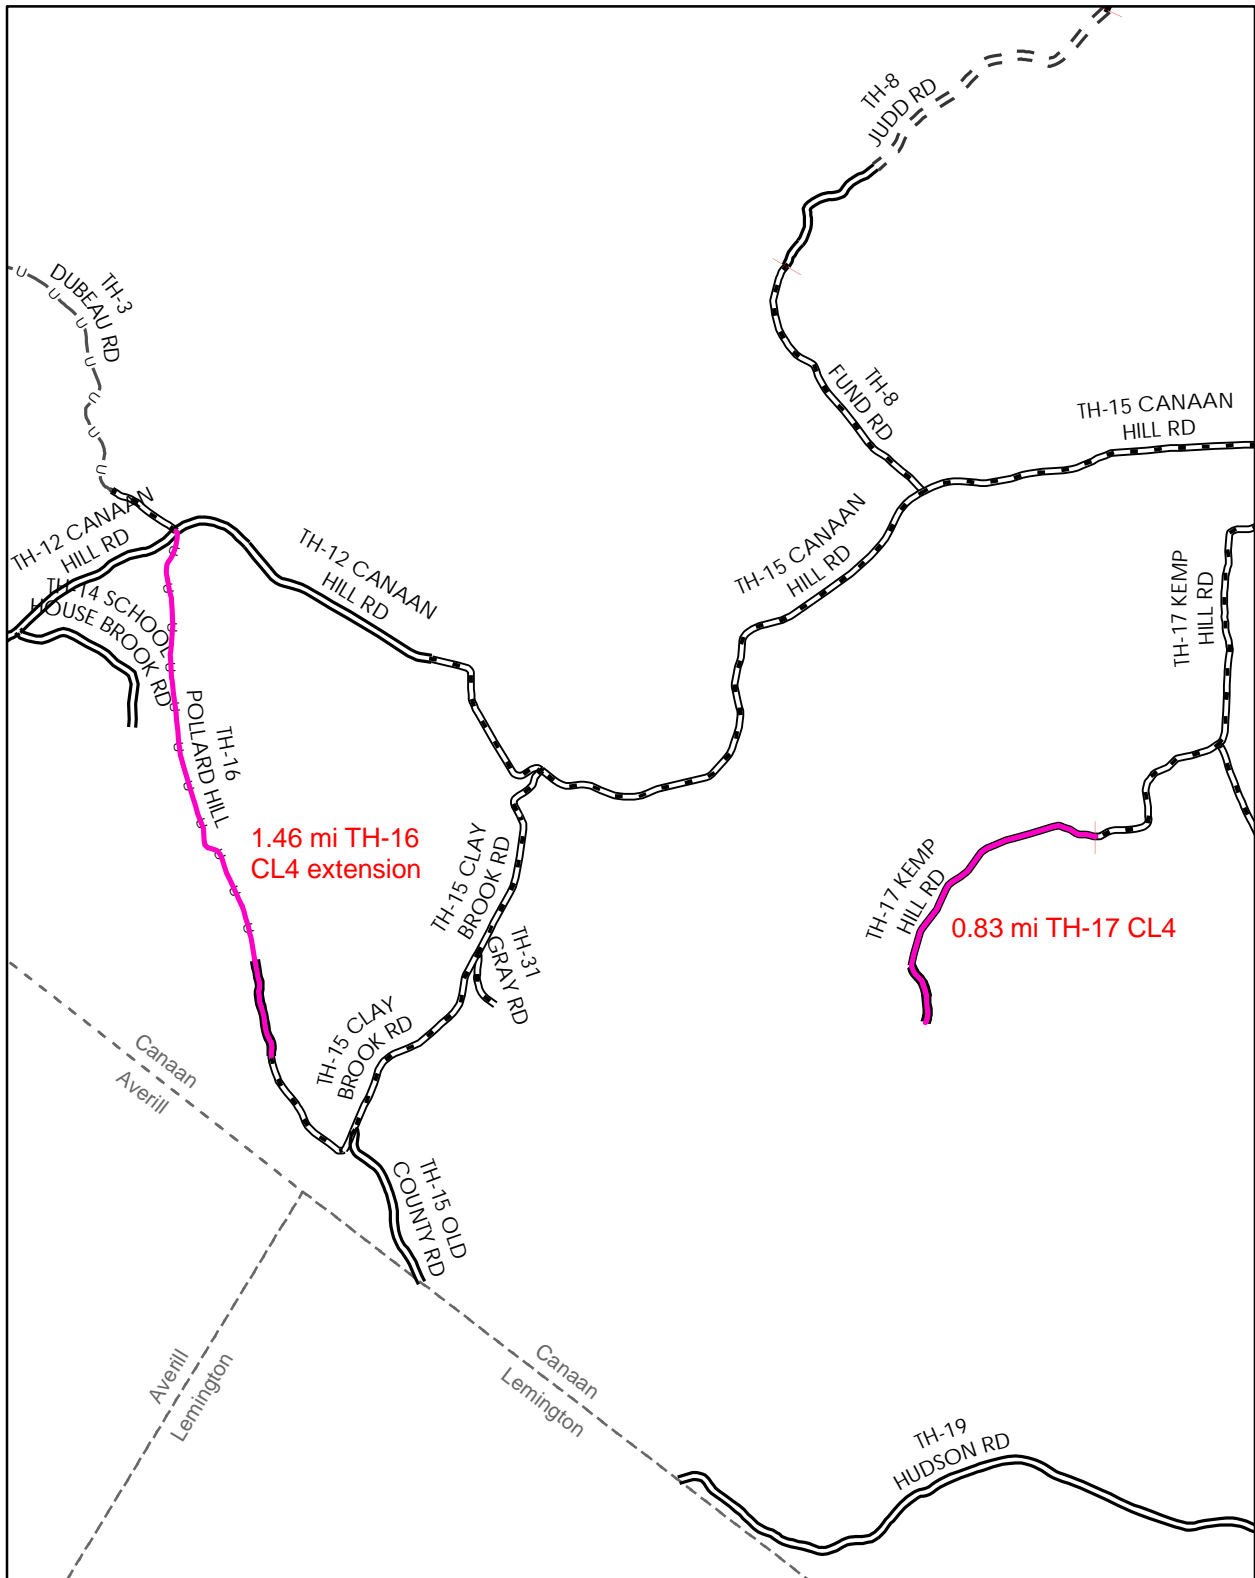 TH-8
JUDD RD
TH-3
DUBEAU RD
TH-8
FUND RD
TH-15 CANAAN
HILL RD
TH-12 CANAAN
HILL RD
TH-12 CANAAN
HILL RD
TH-15 CANAAN
HILL RD
TH-17 KEMP
HILL RD
TH-14 SCHOOL
HOUSE BROOK RD
TH-16
POLLARD HILL
1.46 mi TH-16
CL4 extension
TH-15 CLAY
BROOK RD
TH-17 KEMP
HILL RD
0.83 mi TH-17 CL4
TH-31
GRAY RD
TH-15 CLAY
BROOK RD
Canaan
Averill
TH-15 OLD
COUNTY RD
Averill
Lemington
Canaan
Lemington
TH-19
HUDSON RD